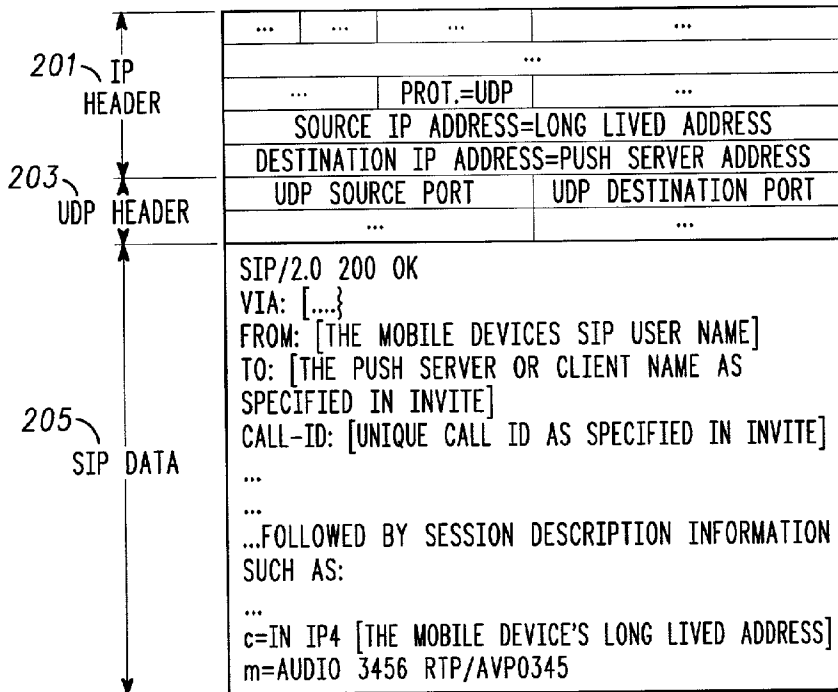 ... ... ... ...
...
... PROT.=UDP ...
SOURCE IP ADDRESS=LONG LIVED ADDRESS
DESTINATION IP ADDRESS=PUSH SERVER ADDRESS
201 IP
HEADER
UDP SOURCE PORT UDP DESTINATION PORT
... ...
203
UDP HEADER
SIP/2.0 200 OK
VIA: [....}
FROM: [THE MOBILE DEVICES SIP USER NAME]
TO: [THE PUSH SERVER OR CLIENT NAME AS
SPECIFIED IN INVITE]
CALL-ID: [UNIQUE CALL ID AS SPECIFIED IN INVITE]
...
...
...FOLLOWED BY SESSION DESCRIPTION INFORMATION
SUCH AS:
...
c=IN IP4 [THE MOBILE DEVICE'S LONG LIVED ADDRESS]
m=AUDIO 3456 RTP/AVP0345
205
SIP DATA